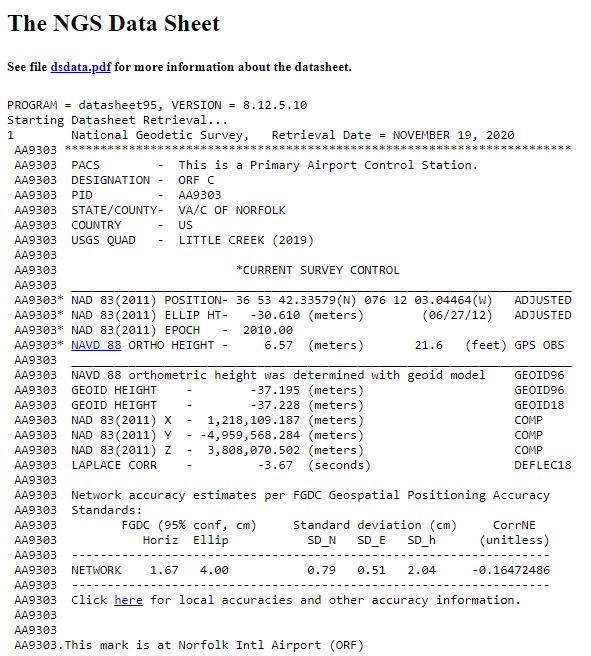 The NGS Data Sheet
See file dsdata.pdf for more information about the datasheet.
PROGRAM = datasheet95, VERSION = 8.12.5.10
Starting Datasheet Retrieval...
1        National Geodetic Survey,   Retrieval Date = NOVEMBER 19, 2020
 AA9303 ***********************************************************************
 AA9303  PACS        -  This is a Primary Airport Control Station.
 AA9303  DESIGNATION -  ORF C
 AA9303  PID         -  AA9303
 AA9303  STATE/COUNTY-  VA/C OF NORFOLK
 AA9303  COUNTRY     -  US
 AA9303  USGS QUAD   -  LITTLE CREEK (2019)
 AA9303
 AA9303                         *CURRENT SURVEY CONTROL
 AA9303  ______________________________________________________________________
 AA9303* NAD 83(2011) POSITION- 36 53 42.33579(N) 076 12 03.04464(W)   ADJUSTED
 AA9303* NAD 83(2011) ELLIP HT-   -30.610 (meters)        (06/27/12)   ADJUSTED
 AA9303* NAD 83(2011) EPOCH   -  2010.00
 AA9303* NAVD 88 ORTHO HEIGHT -     6.57  (meters)       21.6   (feet) GPS OBS
 AA9303  ______________________________________________________________________
 AA9303  NAVD 88 orthometric height was determined with geoid model    GEOID96
 AA9303  GEOID HEIGHT    -        -37.195 (meters)                     GEOID96
 AA9303  GEOID HEIGHT    -        -37.228 (meters)                     GEOID18
 AA9303  NAD 83(2011) X  -  1,218,109.187 (meters)                     COMP
 AA9303  NAD 83(2011) Y  - -4,959,568.284 (meters)                     COMP
 AA9303  NAD 83(2011) Z  -  3,808,070.502 (meters)                     COMP
 AA9303  LAPLACE CORR    -         -3.67  (seconds)                    DEFLEC18
 AA9303
 AA9303  Network accuracy estimates per FGDC Geospatial Positioning Accuracy
 AA9303  Standards:
 AA9303         FGDC (95% conf, cm)     Standard deviation (cm)     CorrNE
 AA9303            Horiz  Ellip           SD_N   SD_E   SD_h      (unitless)
 AA9303  -------------------------------------------------------------------
 AA9303  NETWORK    1.67   4.00           0.79   0.51   2.04     -0.16472486
 AA9303  -------------------------------------------------------------------
 AA9303  Click here for local accuracies and other accuracy information.
 AA9303
 AA9303
 AA9303.This mark is at Norfolk Intl Airport (ORF)